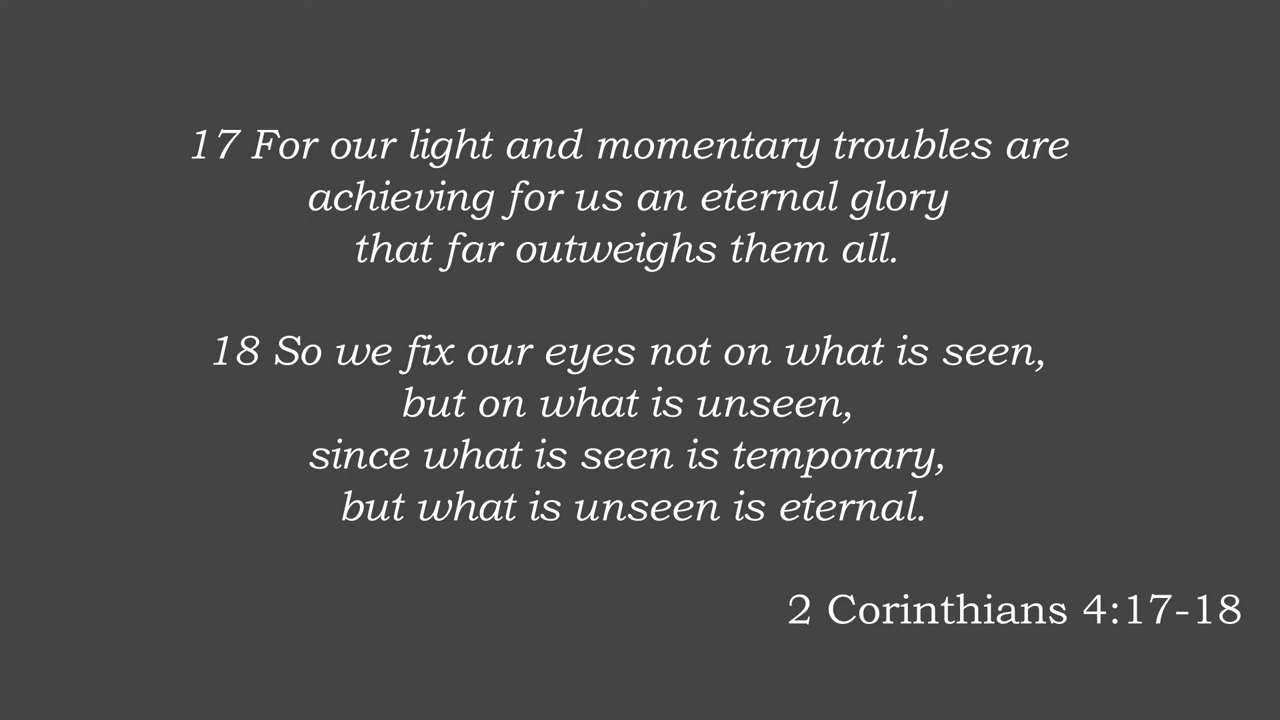 17 For our light and momentary troubles are
achieving for us an eternal glory
that far outweighs them all.
18 So we fix our eyes not on what is seen,
but on what is unseen,
since what is seen is temporary,
but what is unseen is eternal.
2 Corinthians 4:17-18